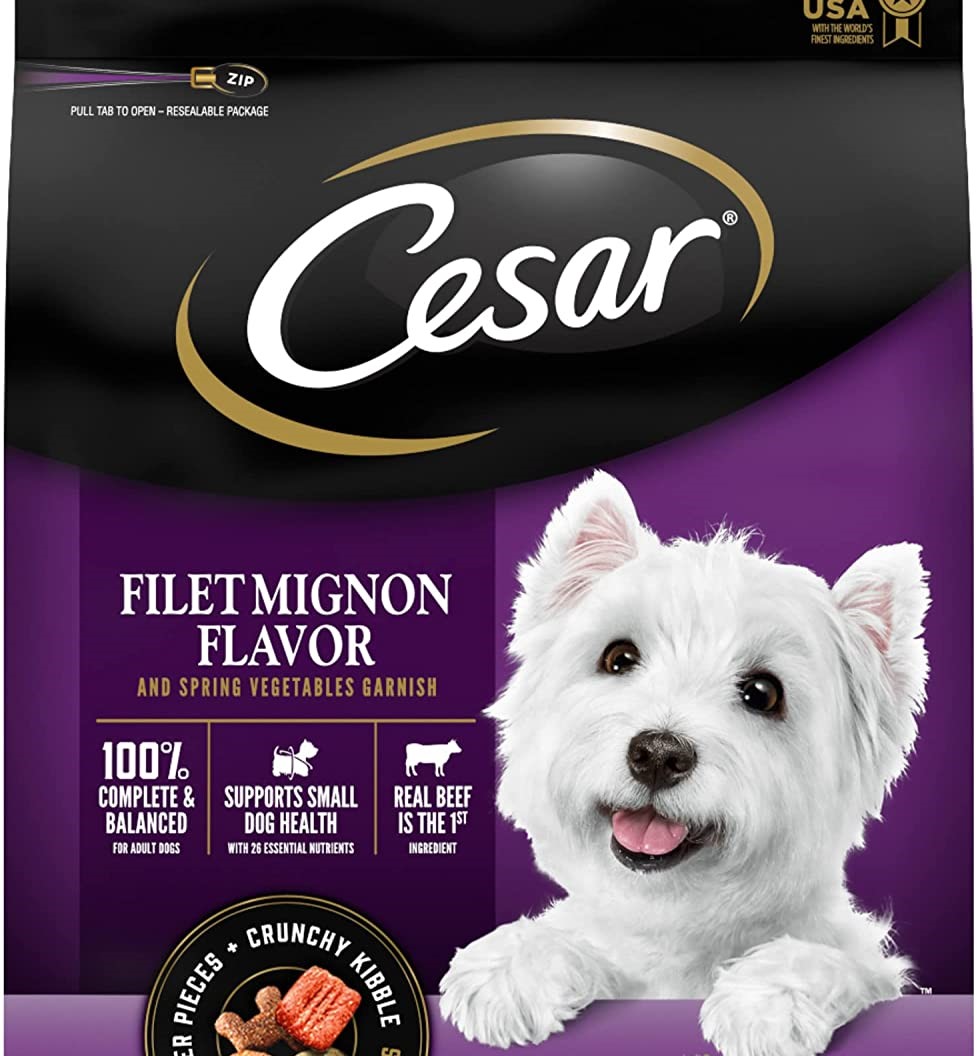 USA
WITH THE WORLD'S
FINEST INGREDIENTS
ZIP
PULL TAB TO OPEN – RESEALABLE PACKAGE
Cesar®
FILET MIGNON
FLAVOR
AND SPRING VEGETABLES GARNISH
100%
COMPLETE &
BALANCED
FOR ADULT DOGS
SUPPORTS SMALL
DOG HEALTH
WITH 26 ESSENTIAL NUTRIENTS
REAL BEEF
IS THE 1ST
INGREDIENT
PIECES + CRUNCHY KIBBLE
™